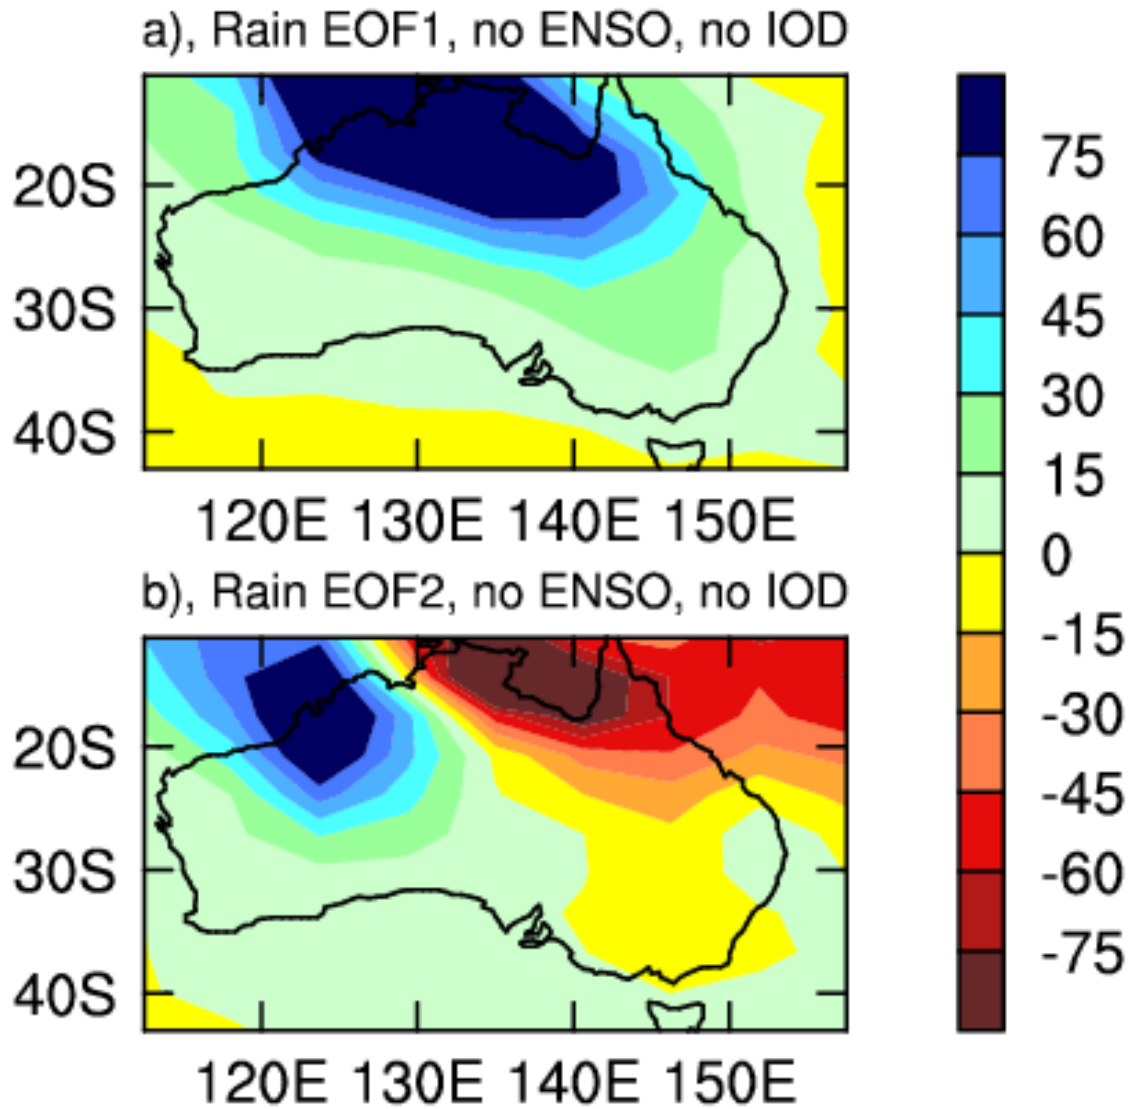 a), Rain EOF1, no ENSO, no IOD
20S
30S
40S
120E 130E 140E 150E
b), Rain EOF2, no ENSO, no IOD
20S
30S
40S
120E 130E 140E 150E
75
60
45
30
15
0
-15
-30
-45
-60
-75